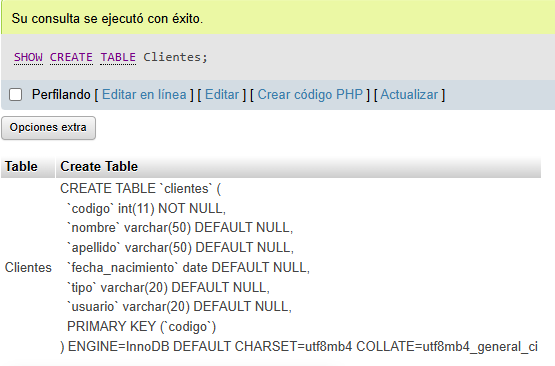 Su consulta se ejecutó con éxito.
SHOW CREATE TABLE Clientes;
Perfilando [ Editar en línea ] [ Editar ] [ Crear código PHP ] [ Actualizar ]
Opciones extra
Table Create Table
Clientes
CREATE TABLE `clientes` (
`codigo` int(11) NOT NULL,
`nombre` varchar(50) DEFAULT NULL,
`apellido` varchar(50) DEFAULT NULL,
`fecha_nacimiento` date DEFAULT NULL,
`tipo` varchar(20) DEFAULT NULL,
`usuario` varchar(20) DEFAULT NULL,
PRIMARY KEY (`codigo`)
) ENGINE=InnoDB DEFAULT CHARSET=utf8mb4 COLLATE=utf8mb4_general_ci